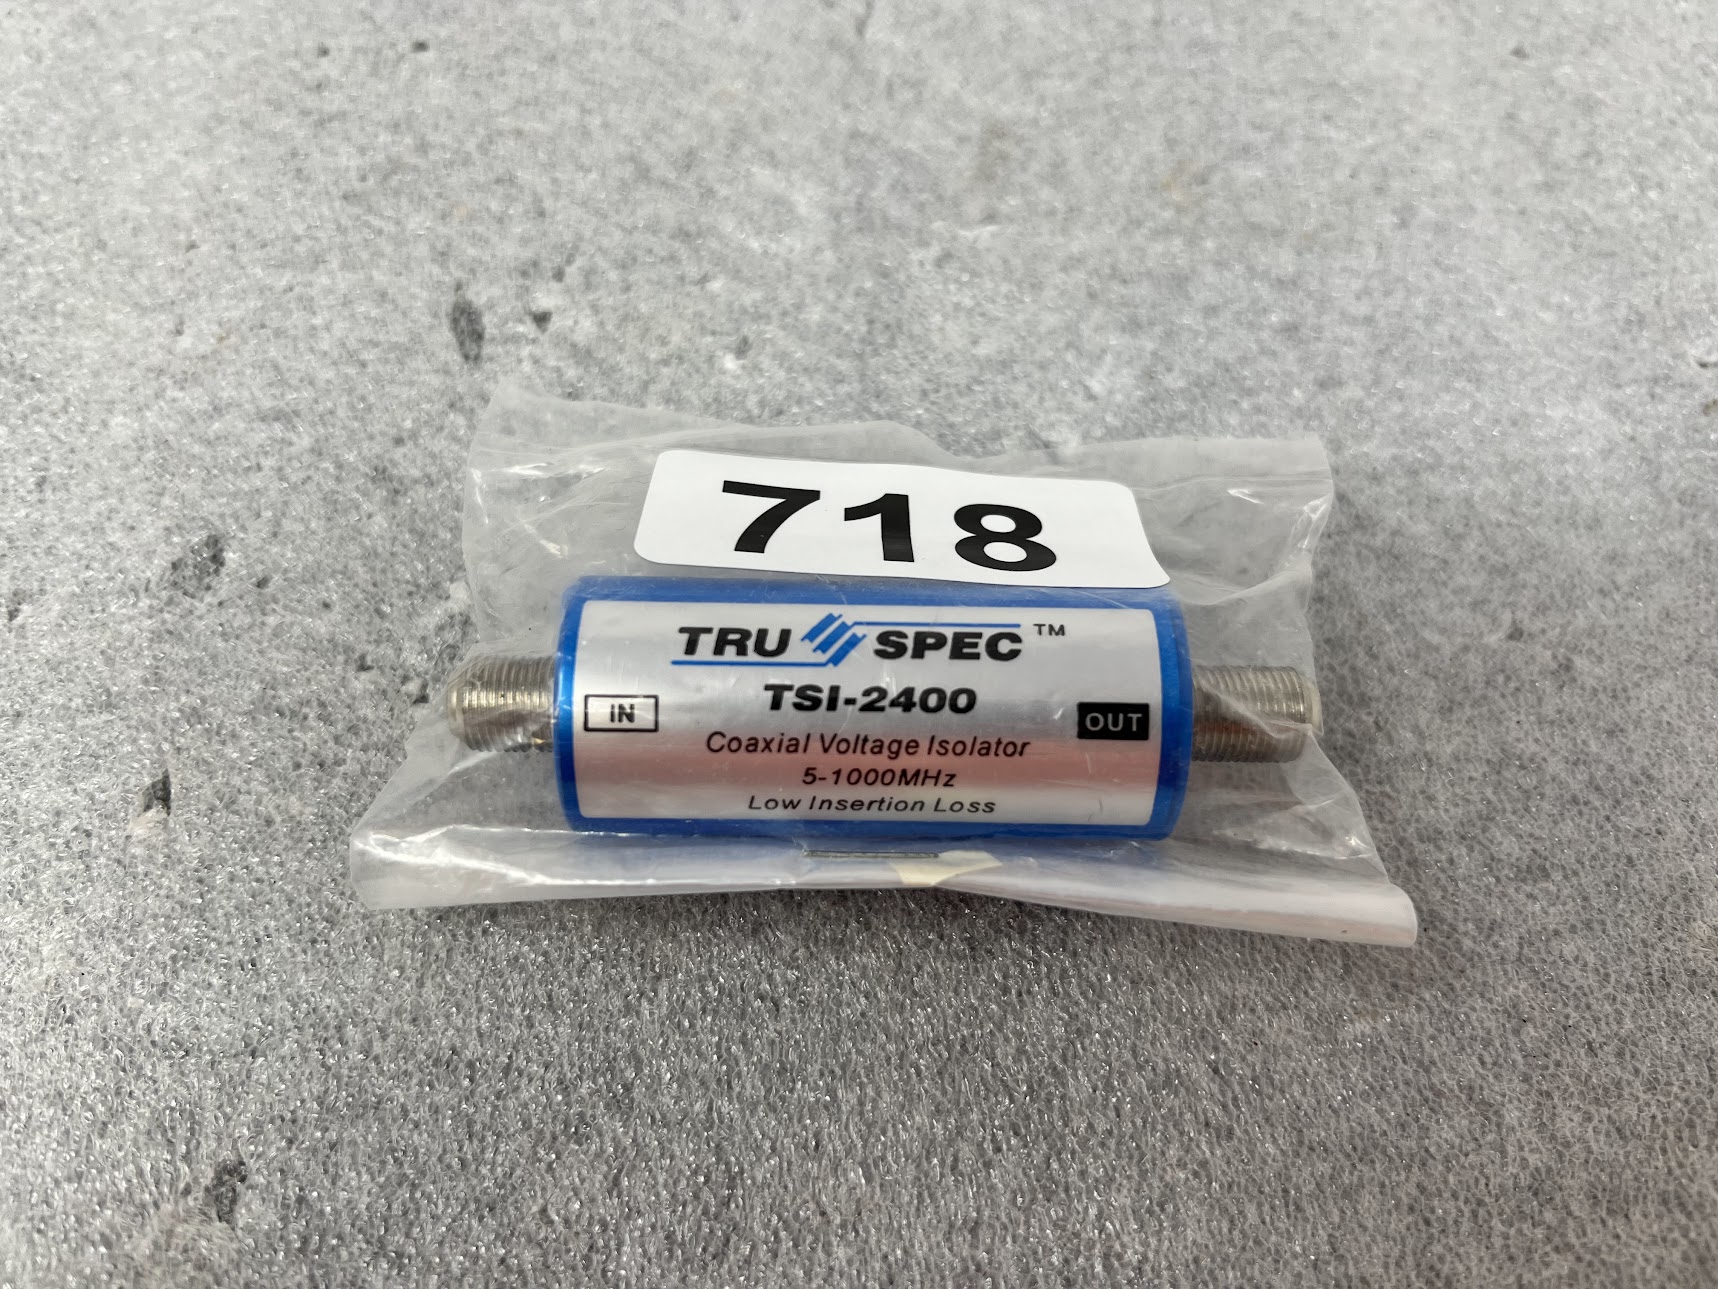 718
TRU SPEC™
TSI-2400
IN
OUT
Coaxial Voltage Isolator
5-1000MHz
Low Insertion Loss